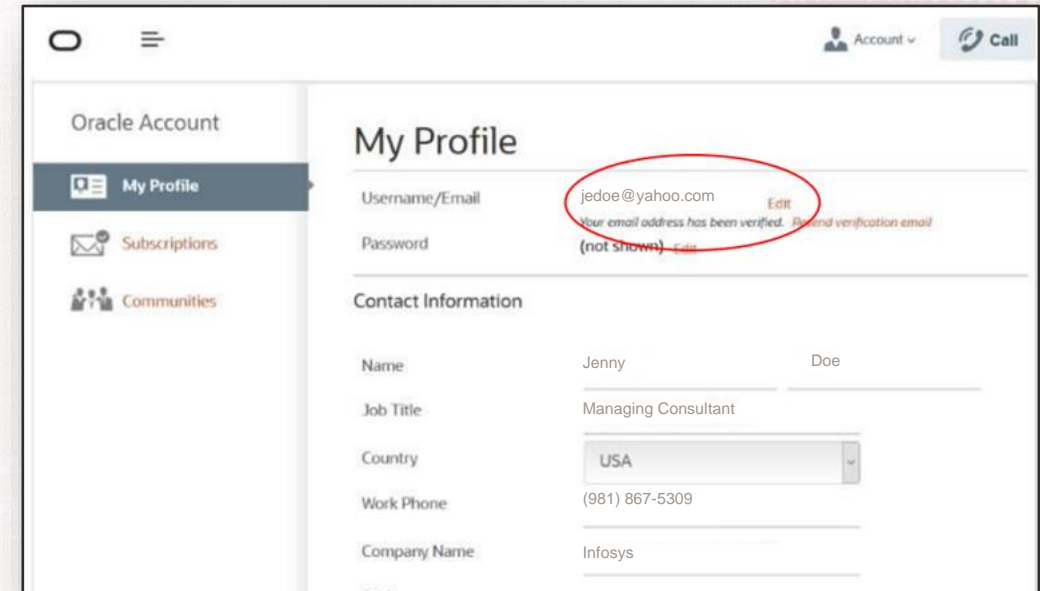 Account
Call
Oracle Account
My Profile
Subscriptions
Communities
My Profile
Username/Email
jedoe@yahoo.com
Edit
Your email address has been verified. Resend verification email
Password
(not shown) Edit
Contact Information
Name
Jenny
Doe
Job Title
Managing Consultant
Country
USA
Work Phone
(981) 867-5309
Company Name
Infosys